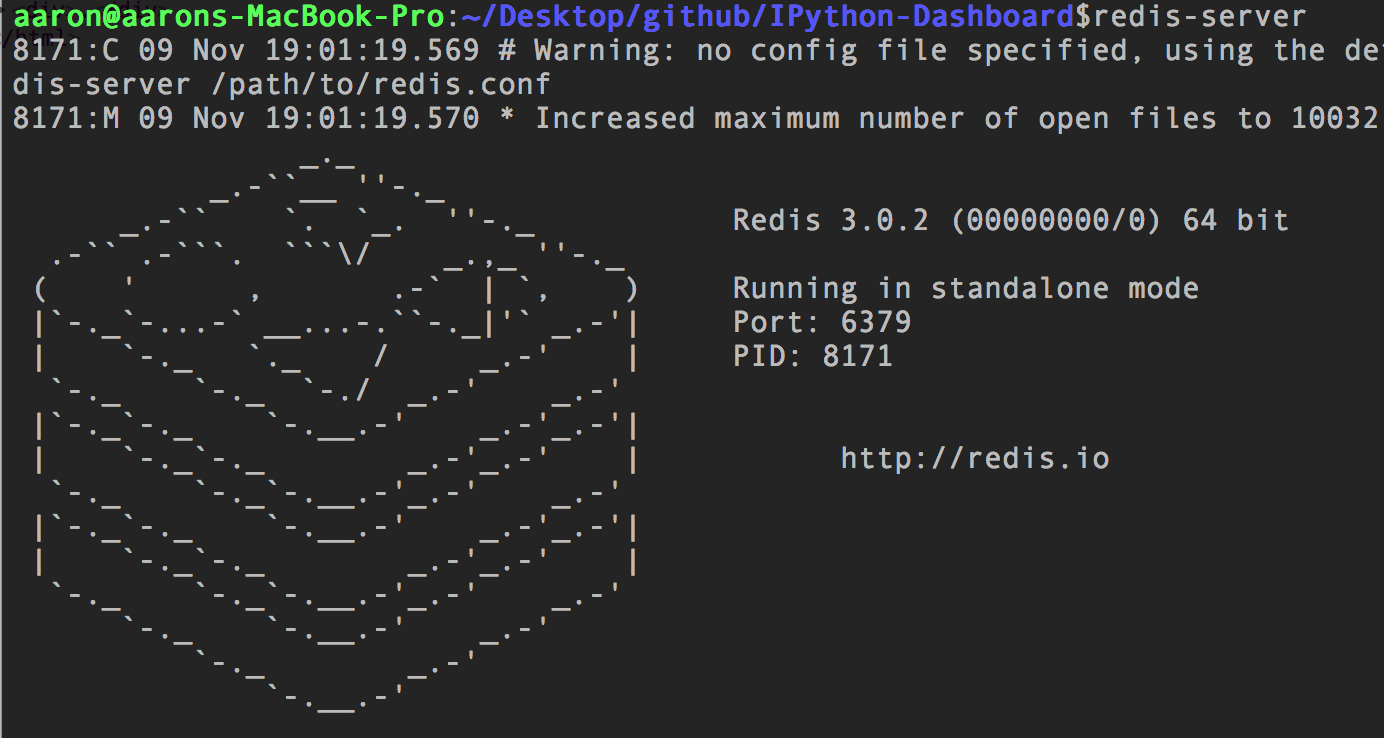 aaron@aarons-MacBook-Pro:~/Desktop/github/IPython-Dashboard$redis-server
8171:C 09 Nov 19:01:19.569 # Warning: no config file specified, using the de
dis-server /path/to/redis.conf
8171:M 09 Nov 19:01:19.570 * Increased maximum number of open files to 10032
Redis 3.0.2 (00000000/0) 64 bit
Running in standalone mode
Port: 6379
PID: 8171
http://redis.io